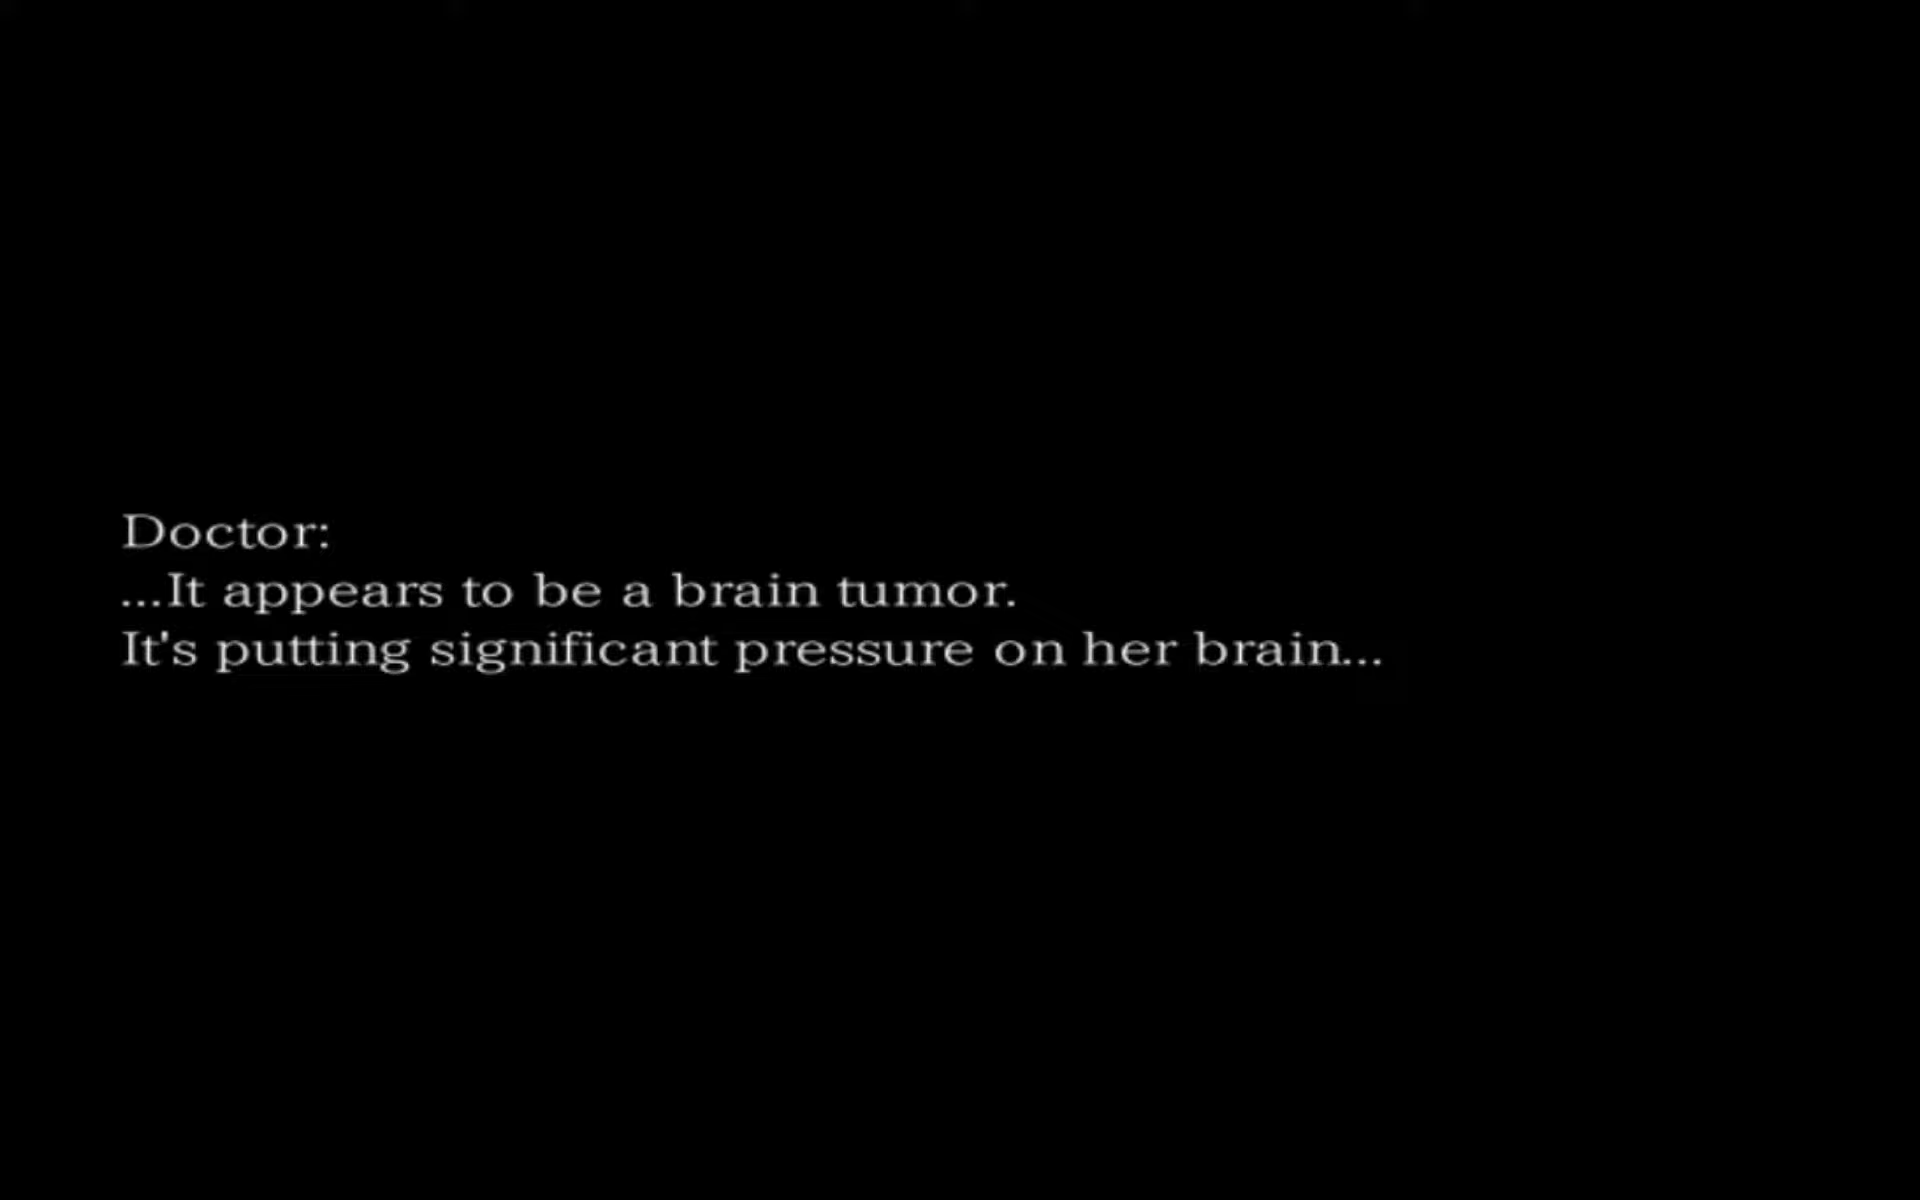 Doctor:
...It appears to be a brain tumor.
It's putting significant pressure on her brain...